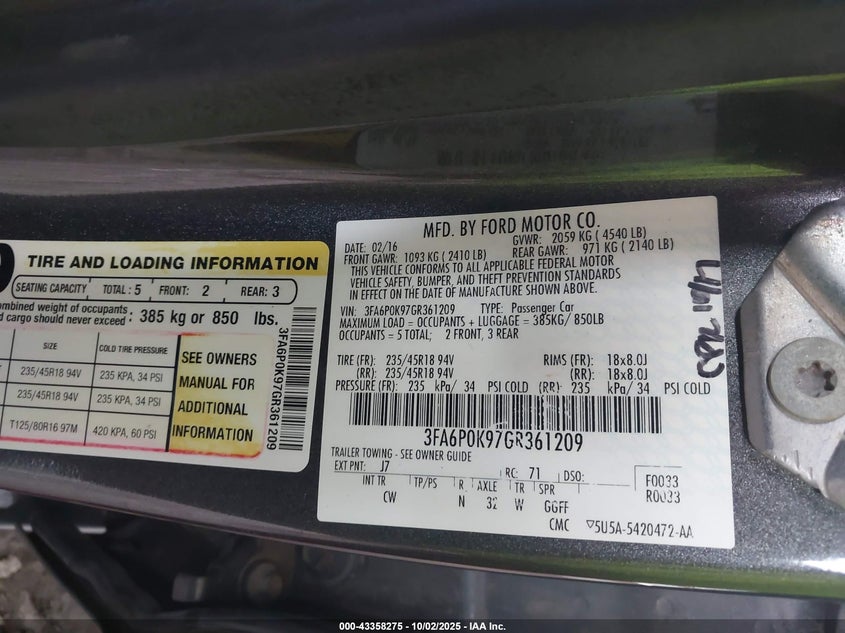 TIRE AND LOADING INFORMATION
SEATING CAPACITY TOTAL : 5 FRONT: 2 REAR: 3
combined weight of occupants
d cargo should never exceed : 385 kg or 850 lbs.
SIZE COLD TIRE PRESSURE
235/45R18 94V 235 KPA, 34 PSI
235/45R18 94V 235 KPA, 34 PSI
T125/80R16 97M 420 KPA, 60 PSI
SEE OWNERS
MANUAL FOR
ADDITIONAL
INFORMATION
3FA6P0K97GR361209
MFD. BY FORD MOTOR CO.
DATE: 02/16 GVWR: 2059 KG ( 4540 LB)
FRONT GAWR: 1093 KG ( 2410 LB) REAR GAWR: 971 KG ( 2140 LB)
THIS VEHICLE CONFORMS TO ALL APPLICABLE FEDERAL MOTOR
VEHICLE SAFETY, BUMPER, AND THEFT PREVENTION STANDARDS
IN EFFECT ON THE DATE OF MANUFACTURE SHOWN ABOVE.
VIN: 3FA6P0K97GR361209 TYPE: Passenger Car
MAXIMUM LOAD = OCCUPANTS + LUGGAGE = 385KG/ 850LB
OCCUPANTS = 5 TOTAL; 2 FRONT, 3 REAR
TIRE (FR): 235/45R18 94V RIMS (FR): 18x8.0J
(RR): 235/45R18 94V (RR): 18x8.0J
PRESSURE (FR): 235 kPa/ 34 PSI COLD (RR): 235 kPa/ 34 PSI COLD
3FA6P0K97GR361209
TRAILER TOWING - SEE OWNER GUIDE
EXT PNT: J7 RC: 71 DSO: F0033
R0033
INT TR TP/PS R AXLE TR SPR
CW N 32 W GGFF
CMC ▽5U5A-5420472-AA
000-43358275 - 10/02/2025 - IAA Inc.